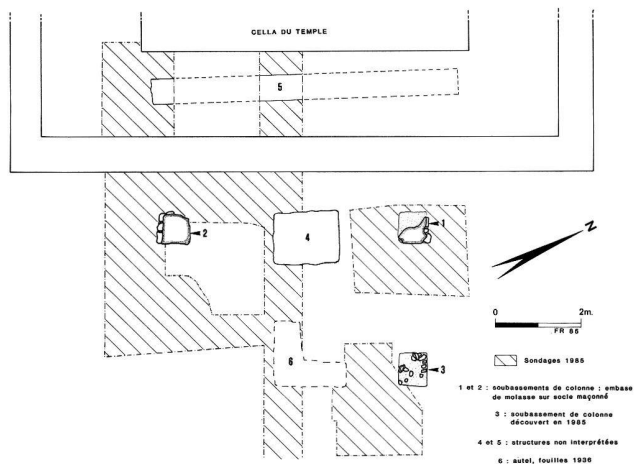 CELLA DU TEMPLE
5
1
2
4
N
0 2m.
FR 85
6
3
Sondages 1985
1 et 2 : soubassements de colonne ; embase
de molasse sur socle maçonné
3 : soubassement de colonne
découvert en 1985
4 et 5 : structures non interprétées
6 : autel, fouilles 1936